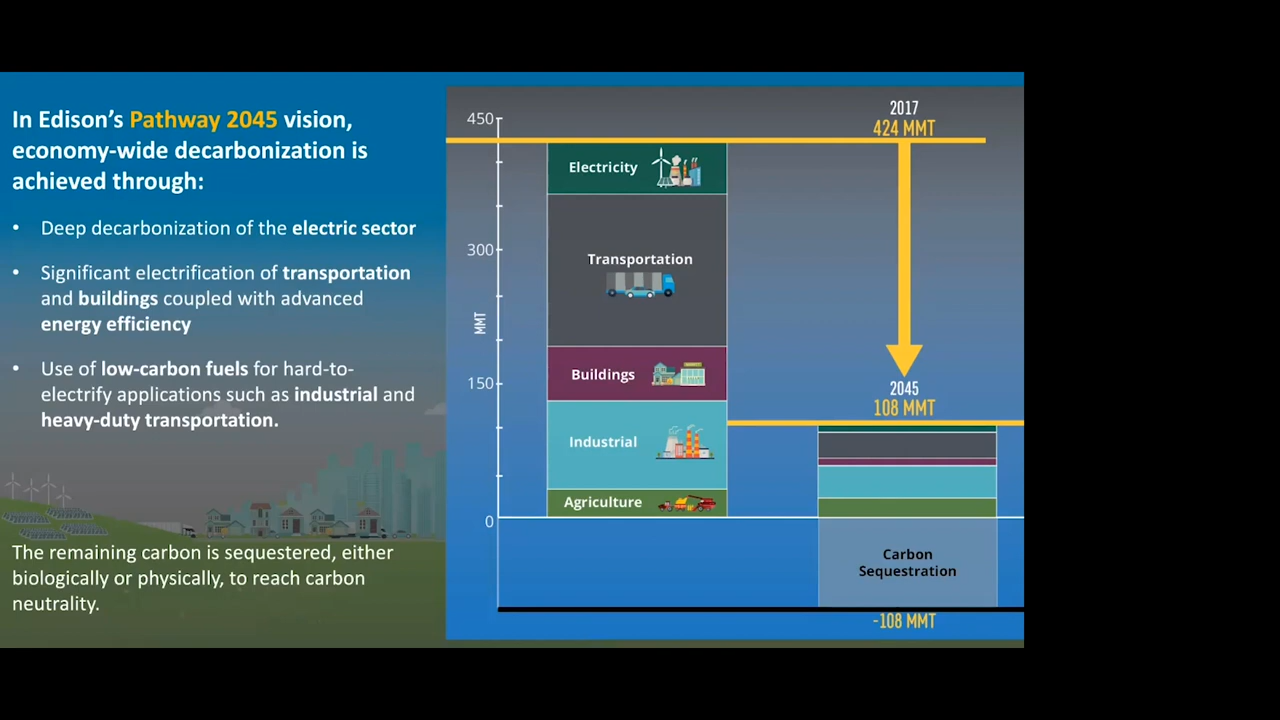 In Edison's Pathway 2045 vision,
economy-wide decarbonization is
achieved through:
• Deep decarbonization of the electric sector
• Significant electrification of transportation
and buildings coupled with advanced
energy efficiency
• Use of low-carbon fuels for hard-to-
electrify applications such as industrial and
heavy-duty transportation.
The remaining carbon is sequestered, either
biologically or physically, to reach carbon
neutrality.
450
300
150
0
MMT
Electricity
Transportation
Buildings
Industrial
Agriculture
2017
424 MMT
2045
108 MMT
Carbon
Sequestration
-108 MMT